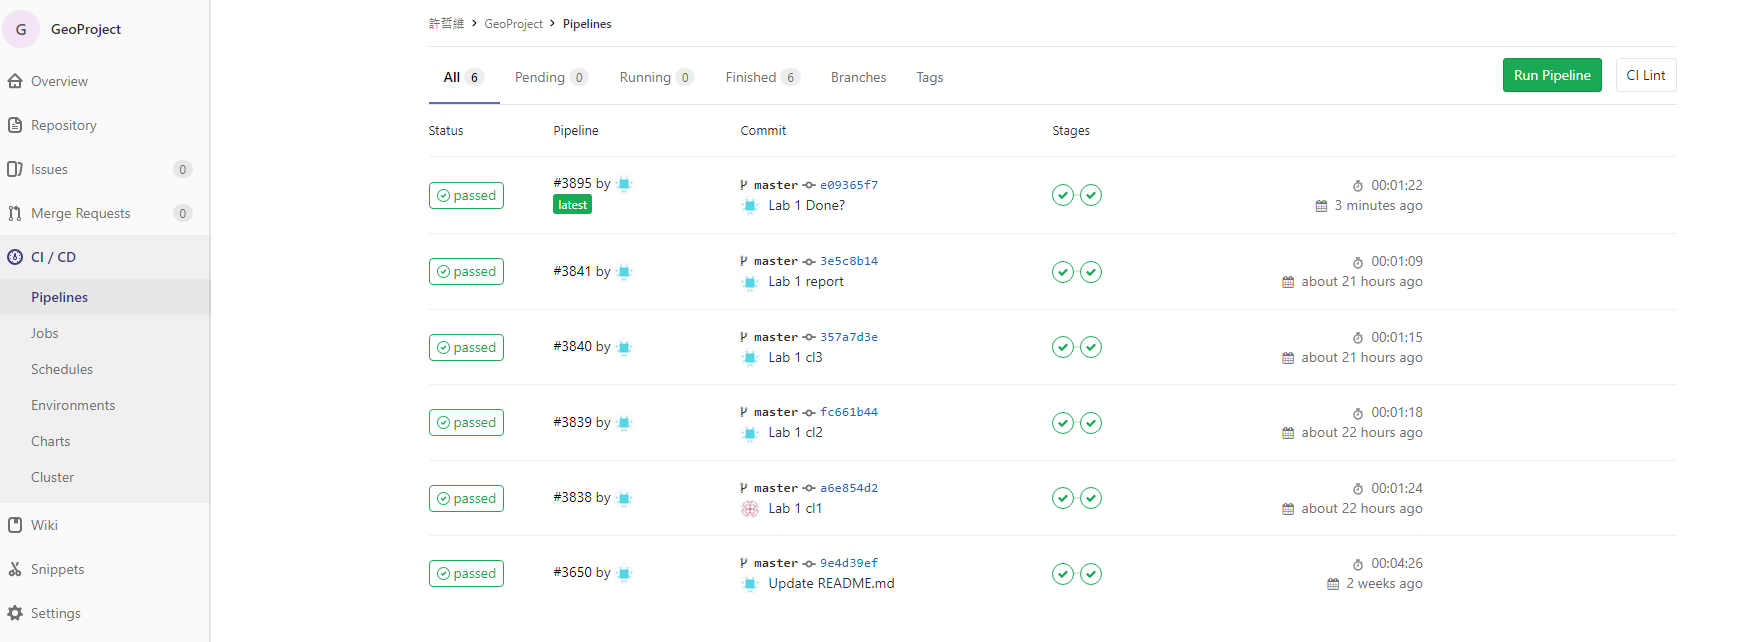 G GeoProject
Overview
Repository
Issues 0
Merge Requests 0
CI / CD
Pipelines
Jobs
Schedules
Environments
Charts
Cluster
Wiki
Snippets
Settings
許哲維 > GeoProject > Pipelines
All 6 Pending 0 Running 0 Finished 6 Branches Tags Run Pipeline CI Lint
Status Pipeline Commit Stages
passed #3895 by latest master e09365f7 00:01:22
Lab 1 Done? 3 minutes ago
passed #3841 by master 3e5c8b14 00:01:09
Lab 1 report about 21 hours ago
passed #3840 by master 357a7d3e 00:01:15
Lab 1 cl3 about 21 hours ago
passed #3839 by master fc661b44 00:01:18
Lab 1 cl2 about 22 hours ago
passed #3838 by master a6e854d2 00:01:24
Lab 1 cl1 about 22 hours ago
passed #3650 by master 9e4d39ef 00:04:26
Update README.md 2 weeks ago